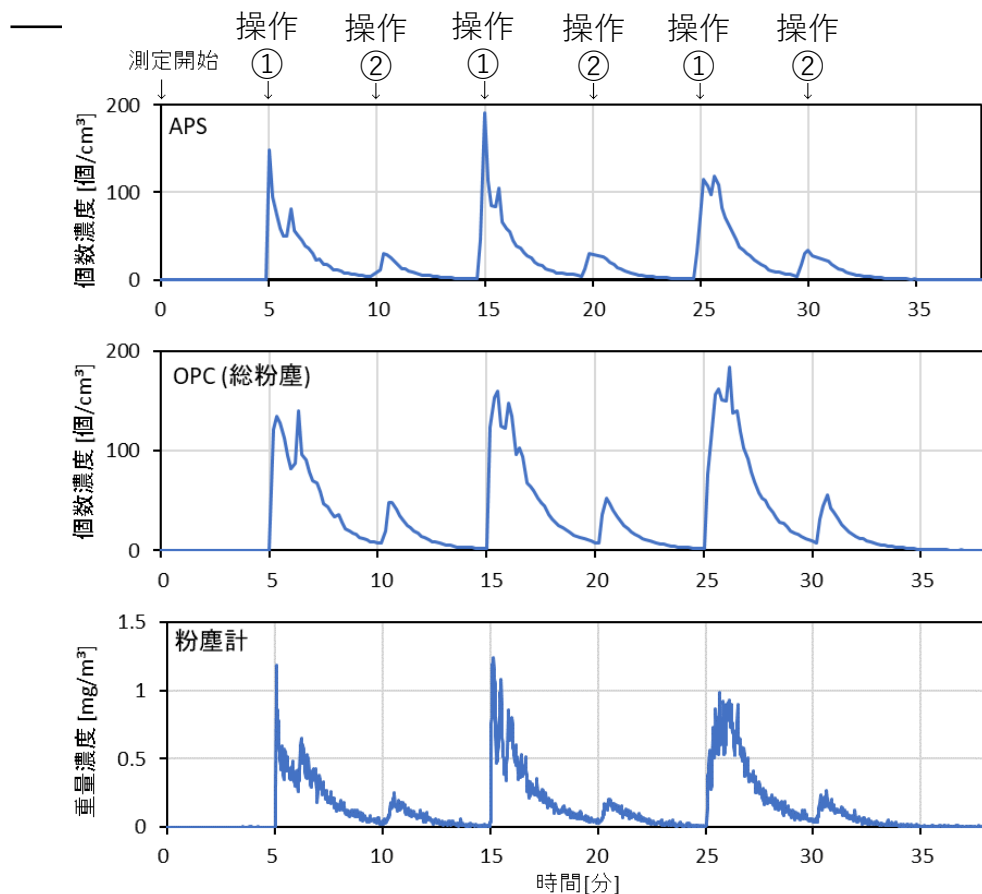 操作 操作 操作 操作 操作 操作
① ② ① ② ① ②
測定開始
↓ ↓ ↓ ↓ ↓ ↓ ↓
APS
個数濃度 [個/cm³]
200
100
0
0 5 10 15 20 25 30 35
OPC (総粉塵)
個数濃度 [個/cm³]
200
100
0
0 5 10 15 20 25 30 35
粉塵計
重量濃度 [mg/m³]
1.5
1
0.5
0
0 5 10 15 20 25 30 35
時間[分]